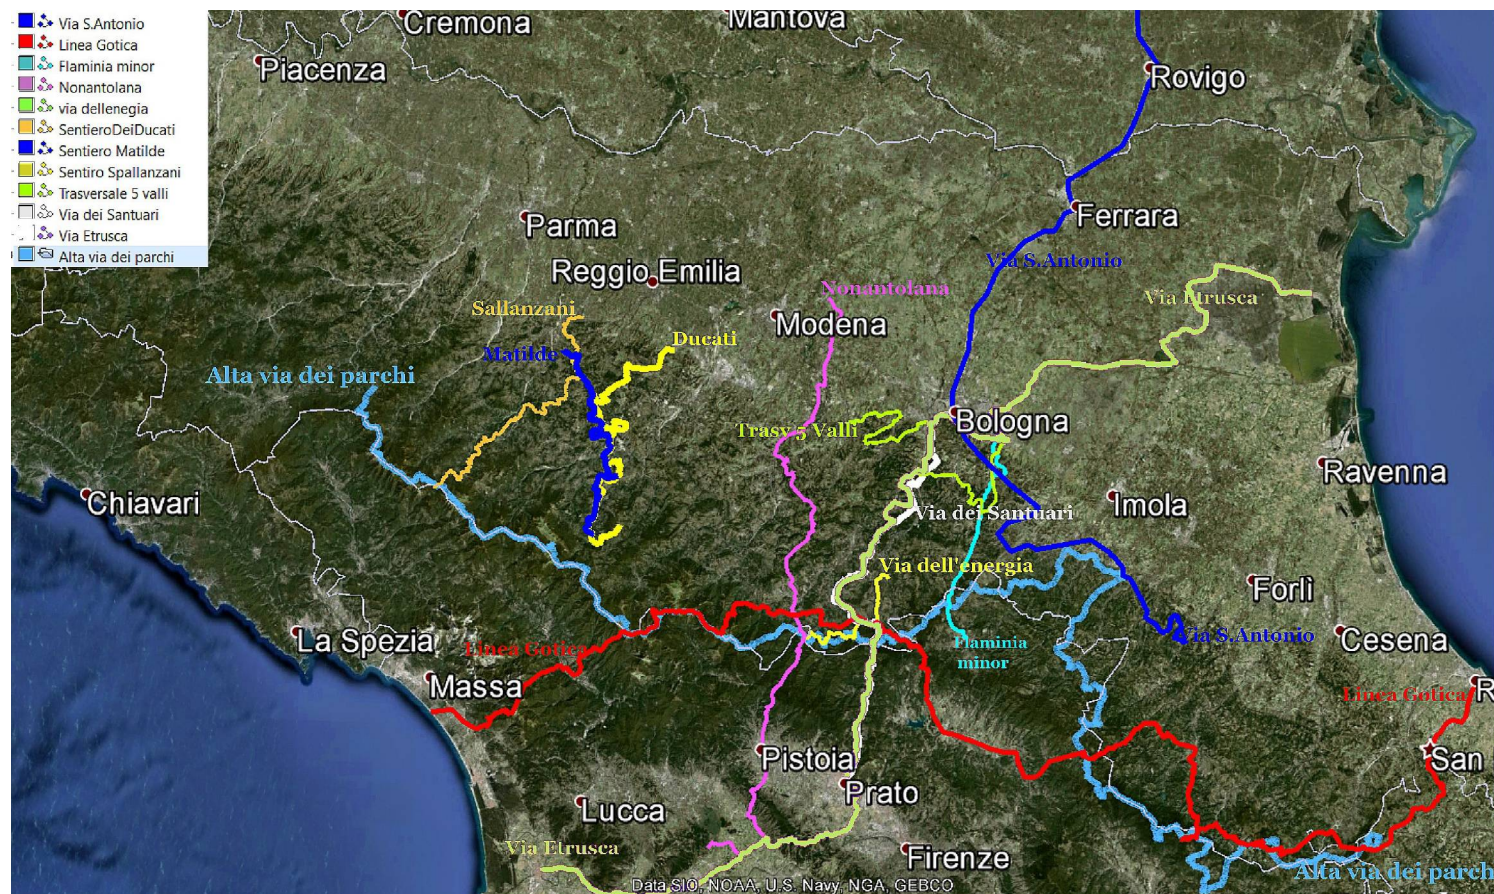 Via S.Antonio
Linea Gotica
Flaminia minor
Nonantolana
via dellenegia
SentieroDeiDucati
Sentiero Matilde
Sentiro Spallanzani
Trasversale 5 valli
Via dei Santuari
Via Etrusca
Alta via dei parchi
Cremona
Mantova
Piacenza
Rovigo
Parma
Ferrara
Reggio Emilia
Via S.Antonio
Nonantolana
Via Etrusca
Sallanzani
Modena
Ducati
Matilde
Alta via dei parchi
Bologna
Trasv 5 Valli
Ravenna
Chiavari
Imola
Via dei Santuari
Via dell'energia
Forlì
La Spezia
Via S.Antonio
Cesena
Linea Gotica
Flaminia
minor
Massa
Linea Gotica
R
Pistoia
San
Prato
Lucca
Via Etrusca
Firenze
Alta via dei parch
Data SIO, NOAA, U.S. Navy, NGA, GEBCO